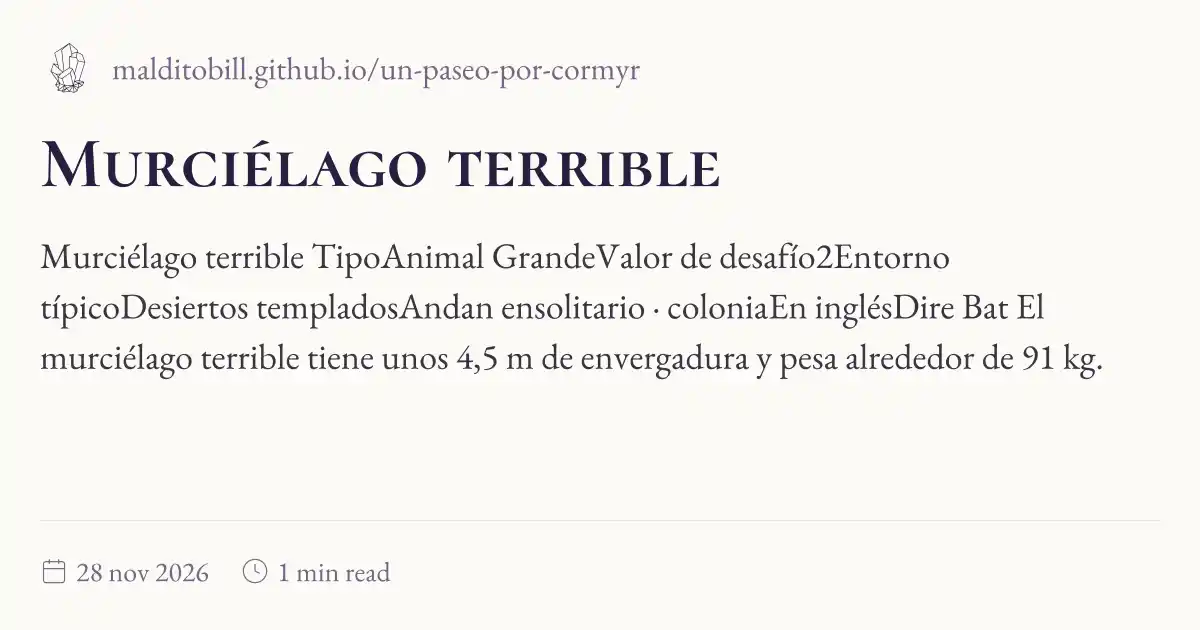 malditobill.github.io/un-paseo-por-cormyr
Murciélago terrible
Murciélago terrible TipoAnimal GrandeValor de desafío2Entorno
típicoDesiertos templadosAndan ensolitario · coloniaEn inglésDire Bat El
murciélago terrible tiene unos 4,5 m de envergadura y pesa alrededor de 91 kg.
28 nov 2026 1 min read